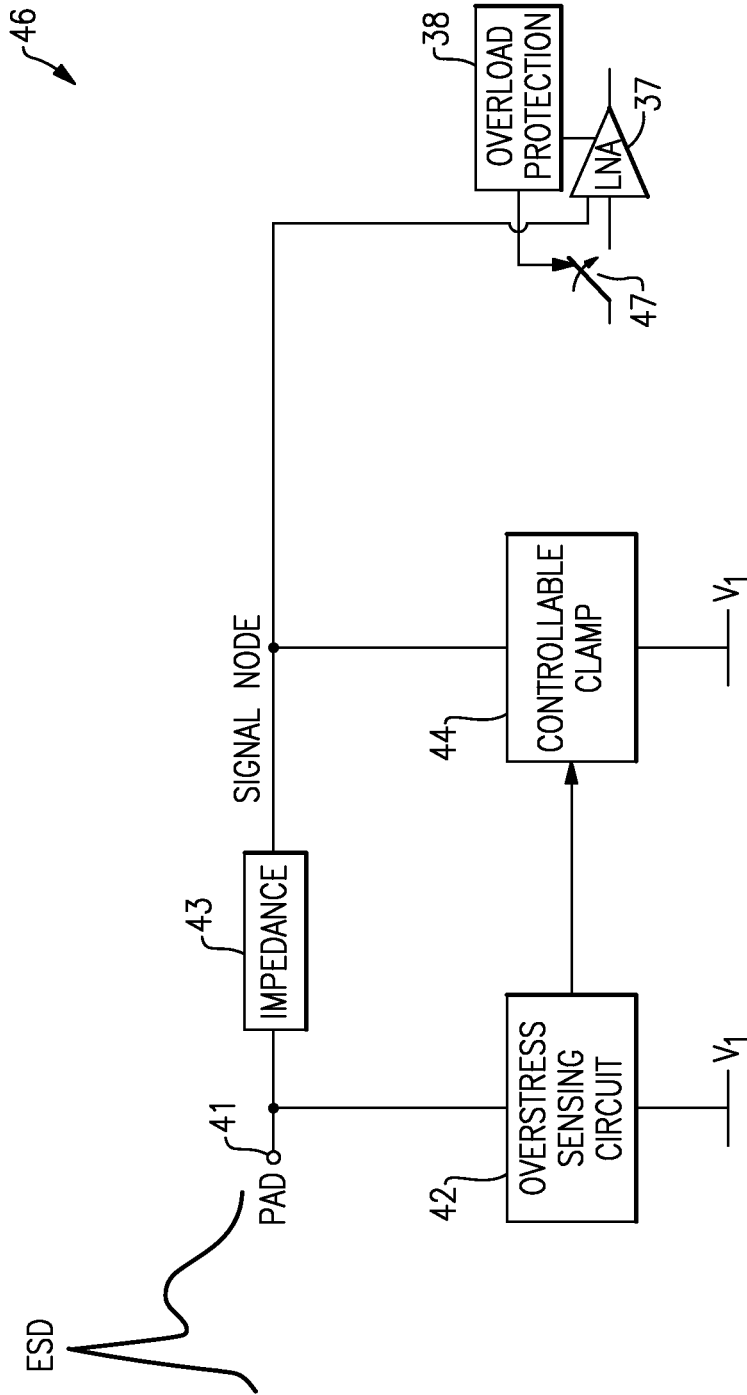 46
ESD
PAD
41
43
IMPEDANCE
SIGNAL NODE
38
OVERLOAD
PROTECTION
LNA
37
47
42
OVERSTRESS
SENSING
CIRCUIT
V1
44
CONTROLLABLE
CLAMP
V1